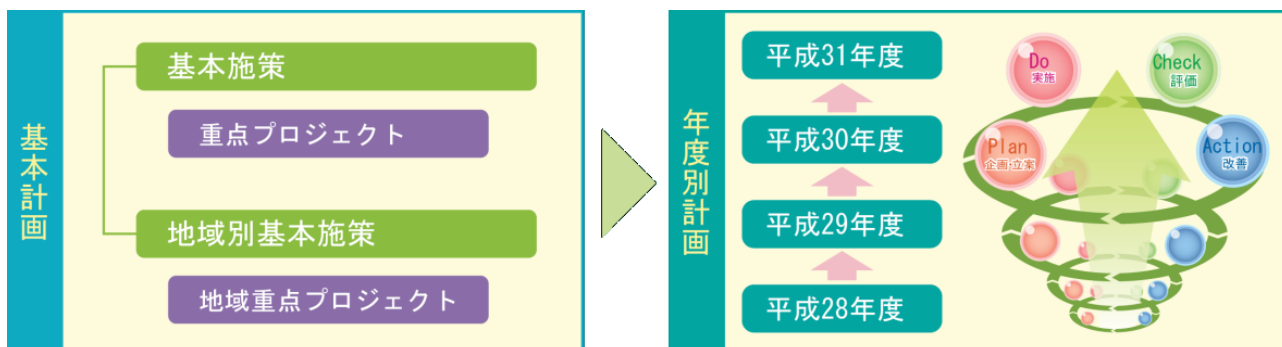 基本計画
基本施策
重点プロジェクト
地域別基本施策
地域重点プロジェクト
年度別計画
平成31年度
平成30年度
平成29年度
平成28年度
Do
実施
Check
評価
Plan
企画・立案
Action
改善